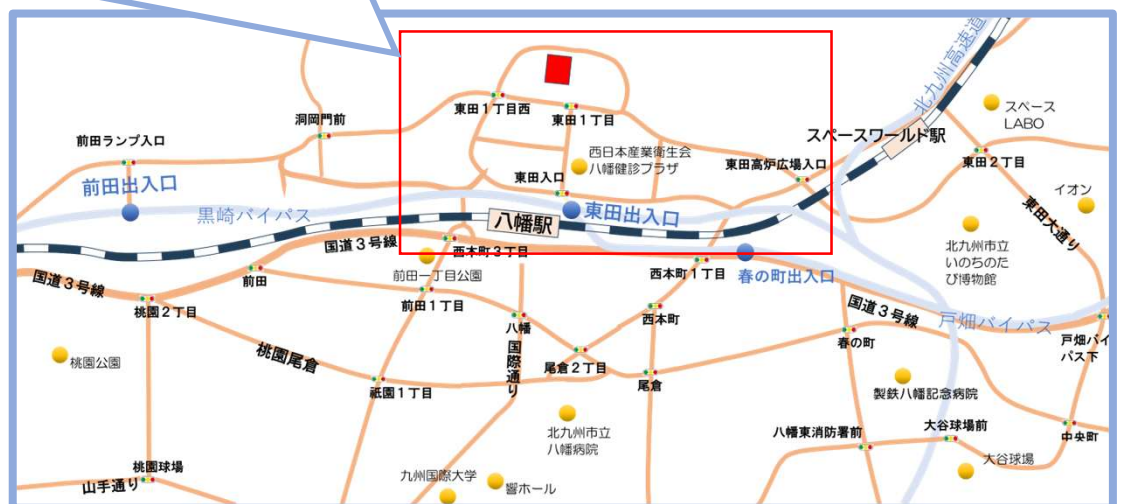 北九州高速道
スペース
LABO
東田１丁目西
東田１丁目
洞岡門前
スペースワールド駅
前田ランプ入口
西日本産業衛生会
八幡健診プラザ
東田高炉広場入口
東田２丁目
前田出入口
東田入口
イオン
黒崎バイパス
八幡駅
東田出入口
東田大通り
国道３号線
西本町３丁目
北九州市立
いのちのた
び博物館
前田
前田一丁目公園
西本町１丁目
春の町出入口
国道３号線
前田１丁目
国道３号線
桃園２丁目
八幡
西本町
戸畑バイパス
春の町
戸畑バイ
パス下
桃園公園
桃園尾倉
国際通り
尾倉２丁目
尾倉
祇園１丁目
製鉄八幡記念病院
北九州市立
八幡病院
八幡東消防署前
大谷球場前
中央町
桃園球場
山手通り
九州国際大学
響ホール
大谷球場